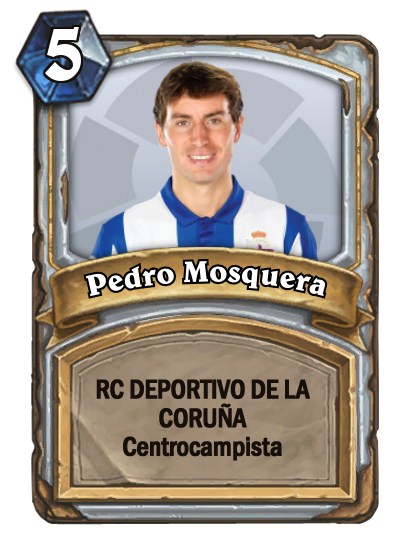 5
Pedro Mosquera
RC DEPORTIVO DE LA
CORUÑA
Centrocampista